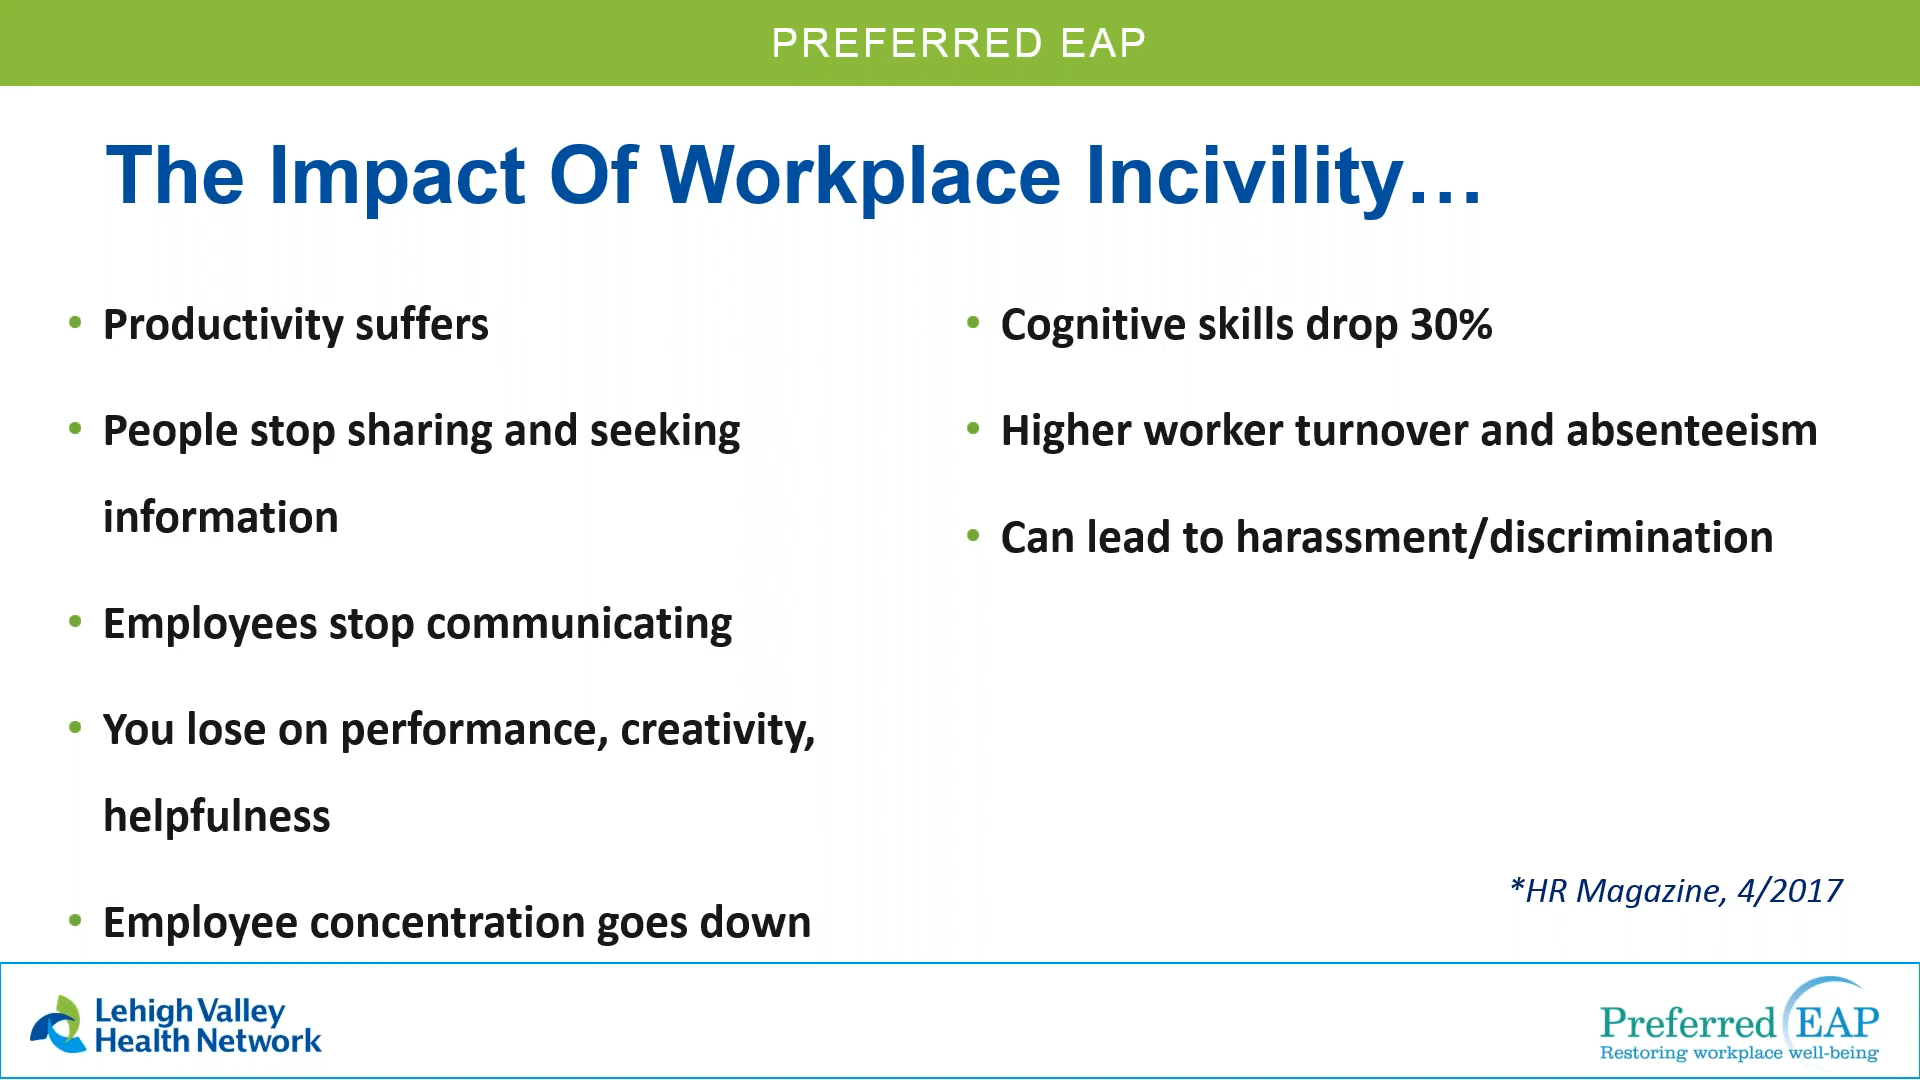 PREFERRED EAP
The Impact Of Workplace Incivility…
• Productivity suffers
• People stop sharing and seeking
information
• Employees stop communicating
• You lose on performance, creativity,
helpfulness
• Employee concentration goes down
• Cognitive skills drop 30%
• Higher worker turnover and absenteeism
• Can lead to harassment/discrimination
*HR Magazine, 4/2017
Lehigh Valley
Health Network
Preferred EAP
Restoring workplace well-being